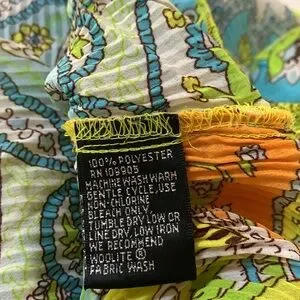 100% POLYESTER
RN 109905
MACHINE WASH WARM
GENTLE CYCLE, USE
NON-CHLORINE
BLEACH ONLY
TUMBLE DRY LOW OR
LINE DRY, LOW IRON
WE RECOMMEND
WOOLITE ®
FABRIC WASH